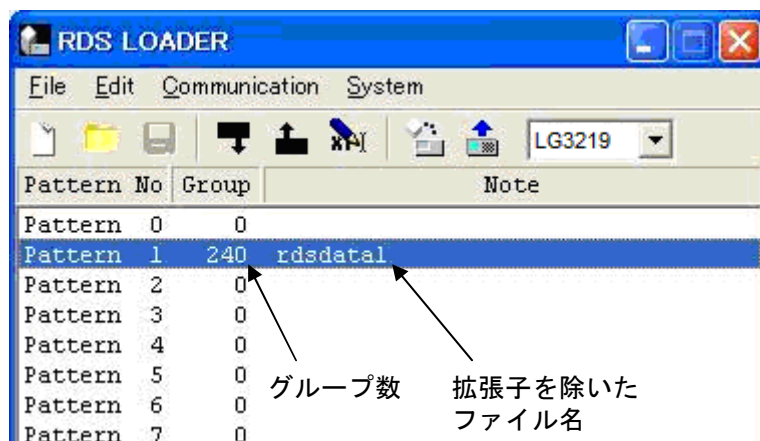 RDS LOADER
File Edit Communication System
LG3219
Pattern No Group Note
Pattern 0 0
Pattern 1 240 rdsdata1
Pattern 2 0
Pattern 3 0
Pattern 4 0
Pattern 5 0
Pattern 6 0
Pattern 7 0
グループ数
拡張子を除いた
ファイル名